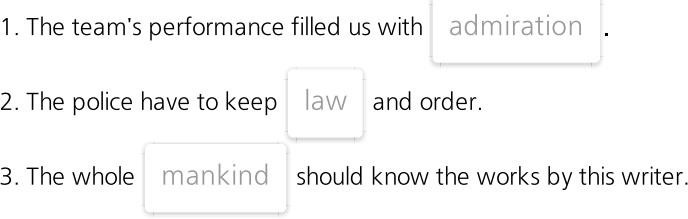 1. The team's performance filled us with admiration .
2. The police have to keep law and order.
3. The whole mankind should know the works by this writer.